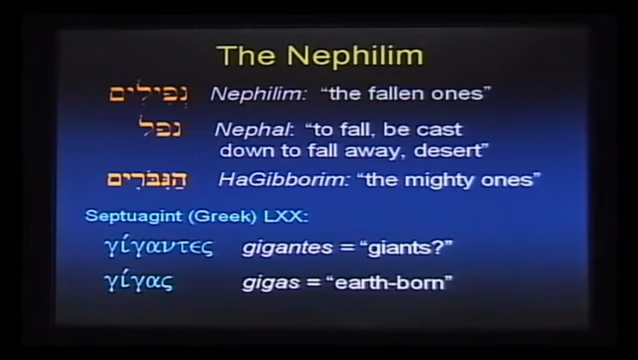 The Nephilim
נְפִילִים Nephilim: “the fallen ones”
נפל Nephal: “to fall, be cast
down to fall away, desert”
הַגִּבֹּרִים HaGibborim: “the mighty ones”
Septuagint (Greek) LXX:
γίγαντες gigantes = “giants?”
γίγας gigas = “earth-born”